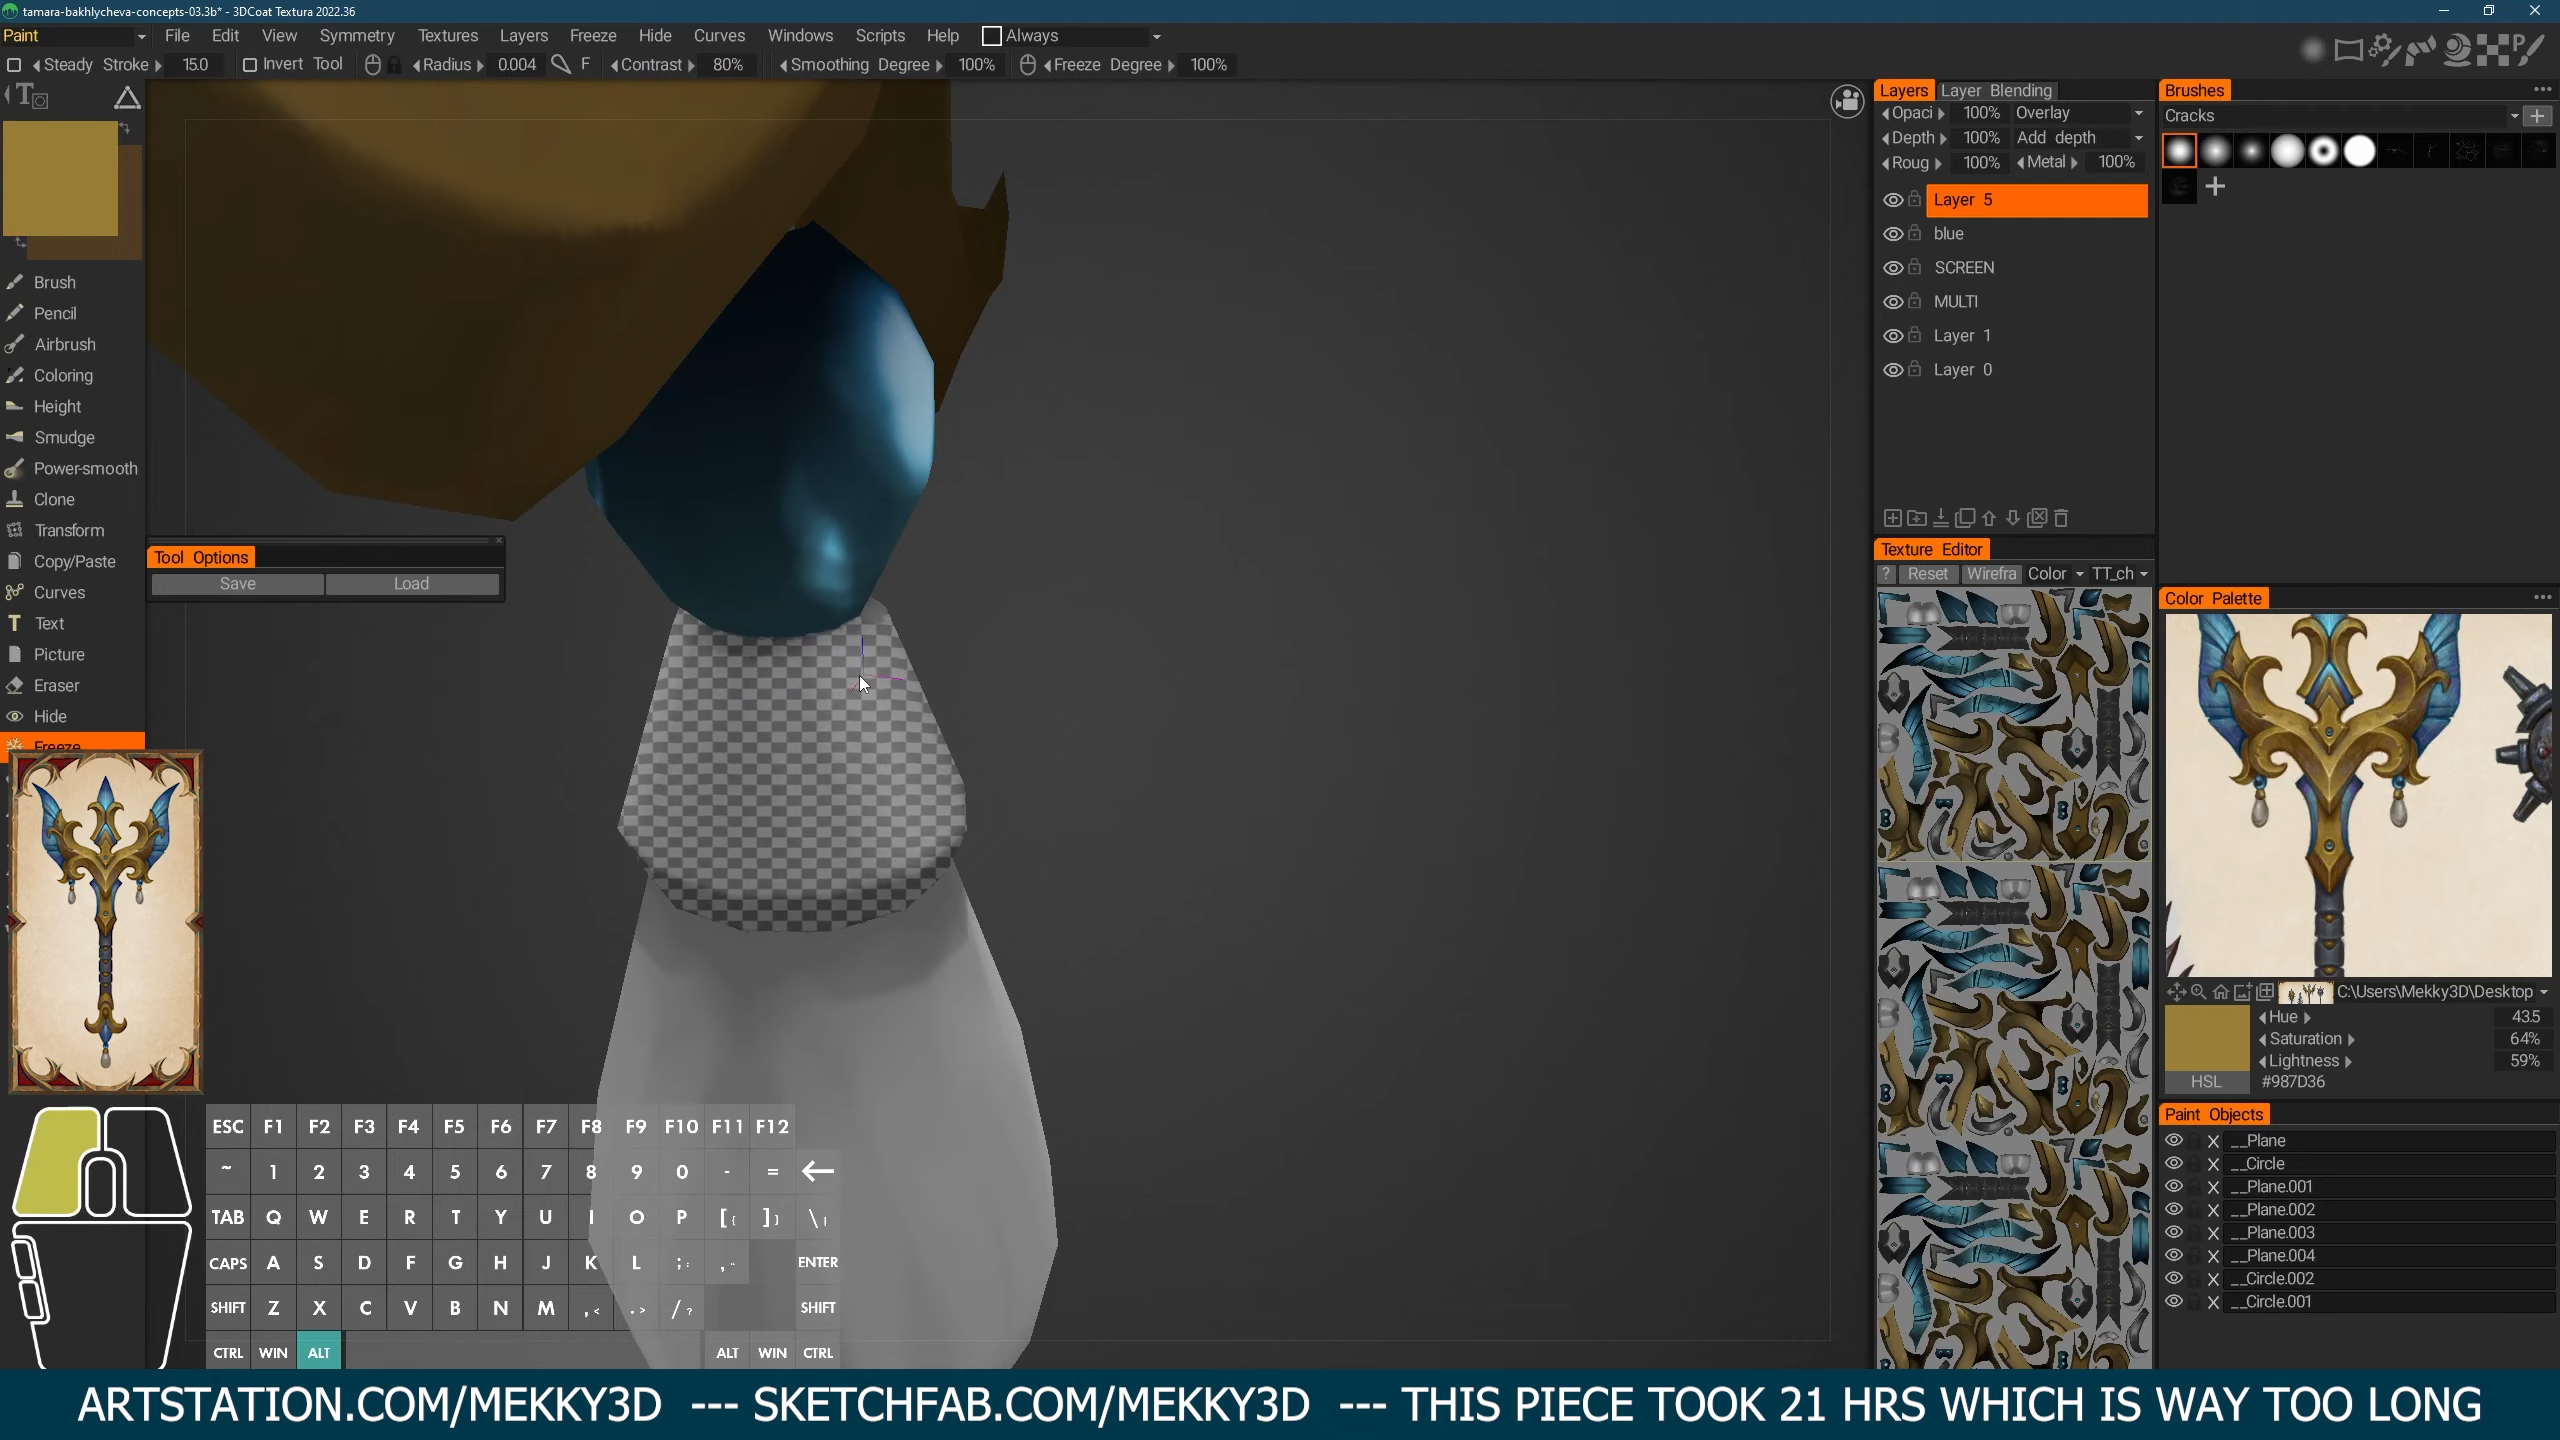 tamara-bakhlycheva-concepts-03.3b* - 3DCoat Textura 2022.36
Paint File Edit View Symmetry Textures Layers Freeze Hide Curves Windows Scripts Help Always
Steady Stroke 15.0 Invert Tool Radius 0.004 F Contrast 80% Smoothing Degree 100% Freeze Degree 100%
Brush
Pencil
Airbrush
Coloring
Height
Smudge
Power-smooth
Clone
Transform
Copy/Paste
Curves
Text
Picture
Eraser
Hide
Freeze
Tool Options
Save Load
Layers Layer Blending
Opaci 100% Overlay
Depth 100% Add depth
Roug 100% Metal 100%
Layer 5
blue
SCREEN
MULTI
Layer 1
Layer 0
Texture Editor
? Reset Wirefra Color TT_ch
Brushes
Cracks
Color Palette
C:\Users\Mekky3D\Desktop
Hue 43.5
Saturation 64%
Lightness 59%
HSL #987D36
Paint Objects
X __Plane
X __Circle
X __Plane.001
X __Plane.002
X __Plane.003
X __Plane.004
X __Circle.002
X __Circle.001
ESC F1 F2 F3 F4 F5 F6 F7 F8 F9 F10 F11 F12
~ 1 2 3 4 5 6 7 8 9 0 - =
TAB Q W E R T Y U I O P [{ ]} \|
CAPS A S D F G H J K L ;: ," ENTER
SHIFT Z X C V B N M ,< .> /? SHIFT
CTRL WIN ALT ALT WIN CTRL
ARTSTATION.COM/MEKKY3D --- SKETCHFAB.COM/MEKKY3D --- THIS PIECE TOOK 21 HRS WHICH IS WAY TOO LONG